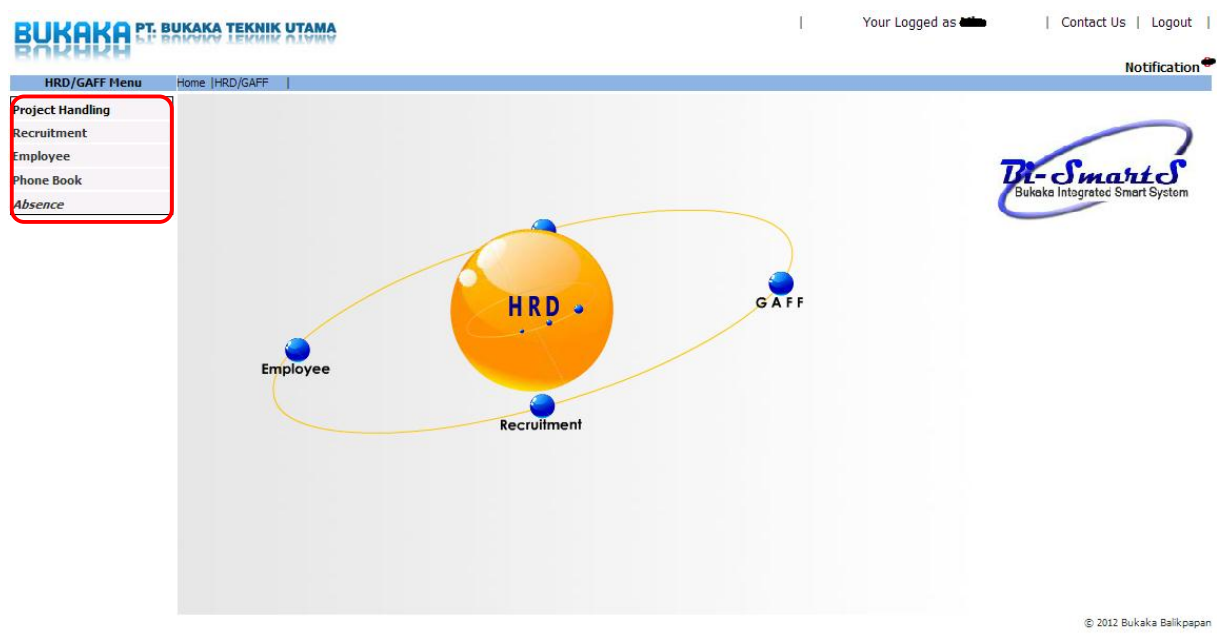 BUKAKA PT. BUKAKA TEKNIK UTAMA
| Your Logged as | Contact Us | Logout |
Notification
HRD/GAFF Menu Home |HRD/GAFF |
Project Handling
Recruitment
Employee
Phone Book
Absence
Bi-SmartS
Bukaka Integrated Smart System
HRD
GAFF
Employee
Recruitment
© 2012 Bukaka Balikpapan